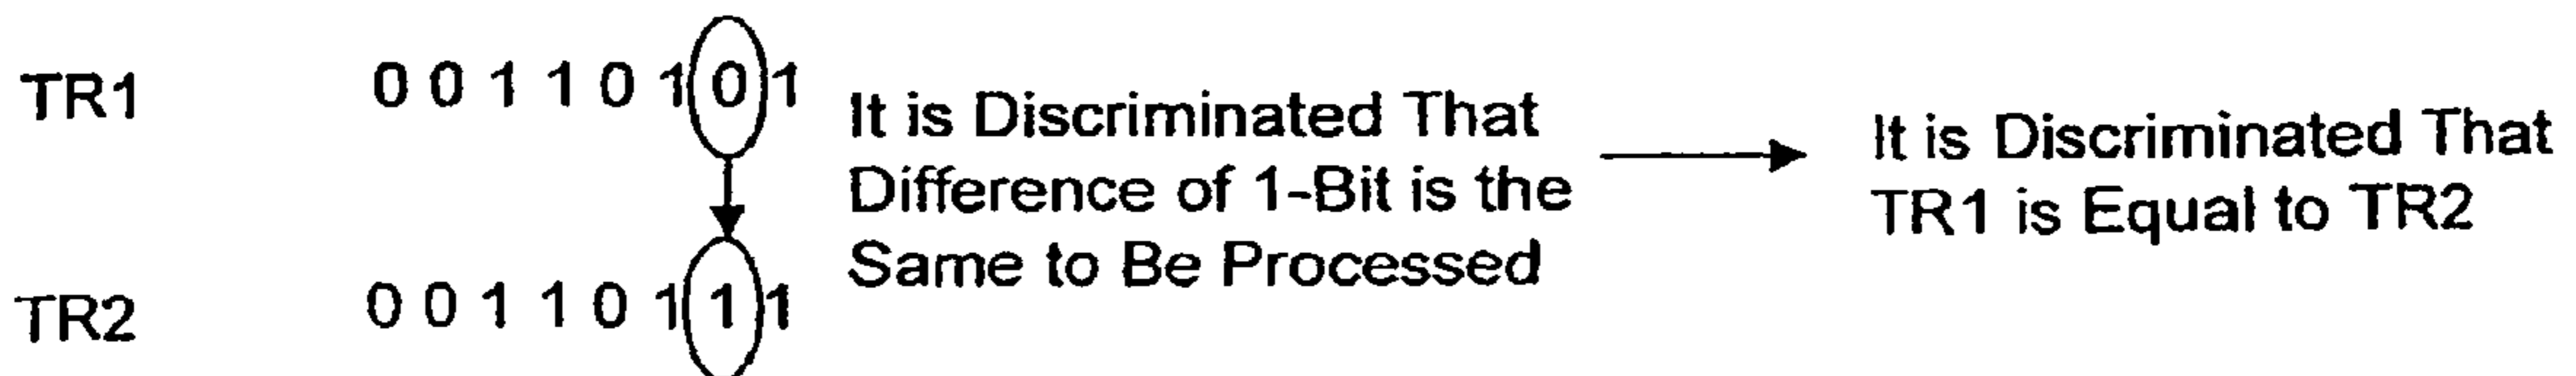 TR1 0 0 1 1 0 1 0 1
It is Discriminated That
Difference of 1-Bit is the
Same to Be Processed
It is Discriminated That
TR1 is Equal to TR2
TR2 0 0 1 1 0 1 1 1